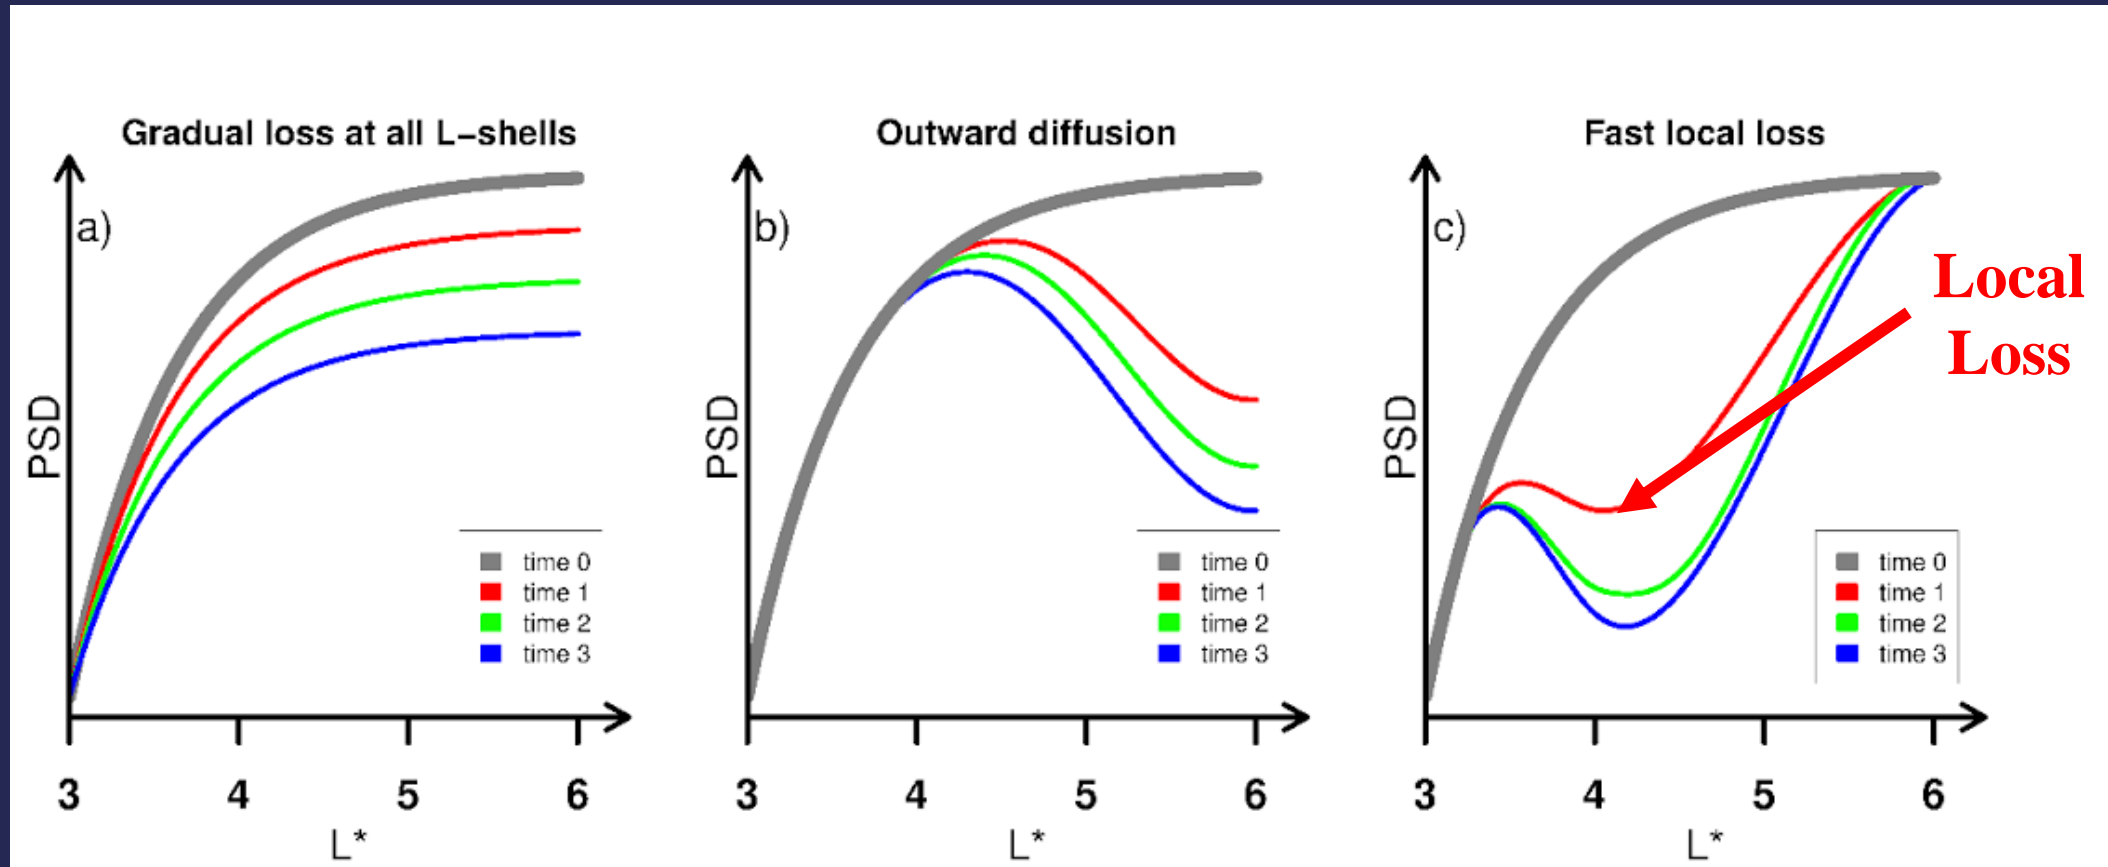 Gradual loss at all L−shells
a)
PSD
time 0
time 1
time 2
time 3
3 4 5 6
L*
Outward diffusion
b)
PSD
time 0
time 1
time 2
time 3
3 4 5 6
L*
Fast local loss
c)
Local
Loss
PSD
time 0
time 1
time 2
time 3
3 4 5 6
L*